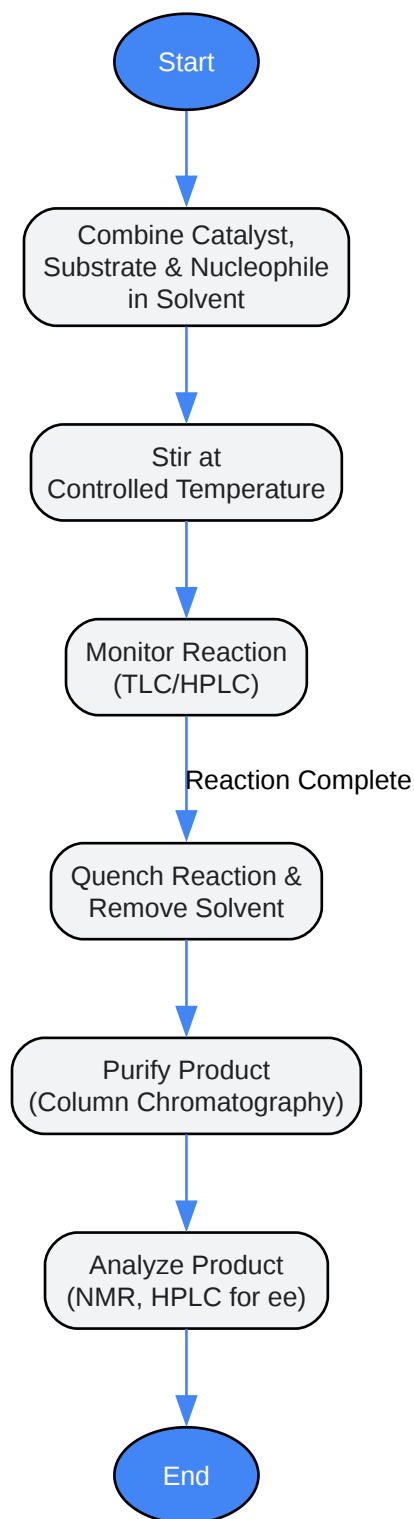 Start
Combine Catalyst,
Substrate & Nucleophile
in Solvent
Stir at
Controlled Temperature
Monitor Reaction
(TLC/HPLC)
Reaction Complete
Quench Reaction &
Remove Solvent
Purify Product
(Column Chromatography)
Analyze Product
(NMR, HPLC for ee)
End